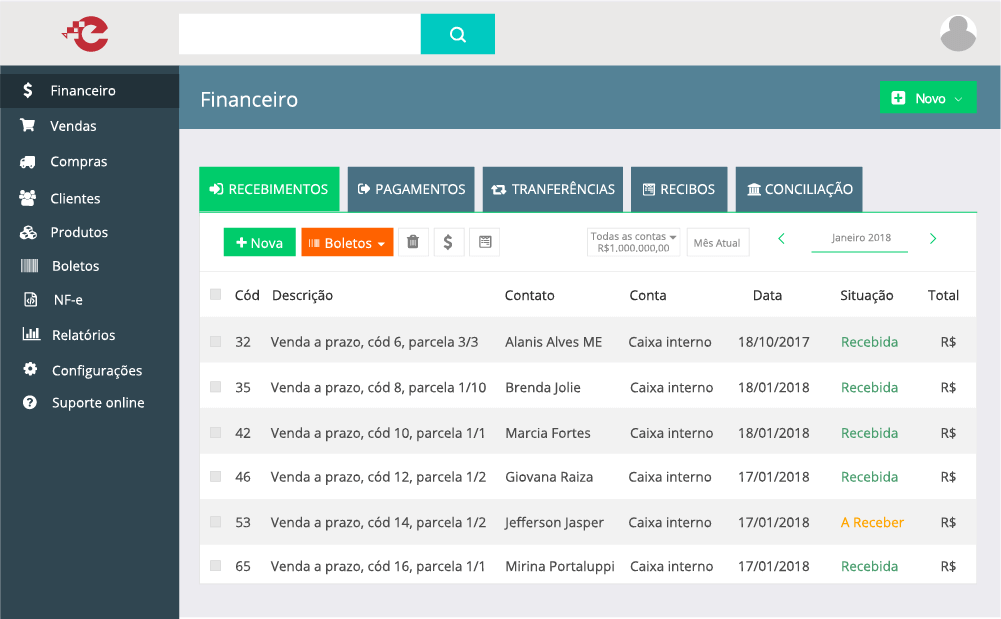 Financeiro
Vendas
Compras
Clientes
Produtos
Boletos
NF-e
Relatórios
Configurações
Suporte online
Financeiro
Novo
RECEBIMENTOS PAGAMENTOS TRANFERÊNCIAS RECIBOS CONCILIAÇÃO
Nova Boletos $ Todas as contas R$1.000.000,00 Mês Atual Janeiro 2018
Cód Descrição Contato Conta Data Situação Total
32 Venda a prazo, cód 6, parcela 3/3 Alanis Alves ME Caixa interno 18/10/2017 Recebida R$
35 Venda a prazo, cód 8, parcela 1/10 Brenda Jolie Caixa interno 18/01/2018 Recebida R$
42 Venda a prazo, cód 10, parcela 1/1 Marcia Fortes Caixa interno 18/01/2018 Recebida R$
46 Venda a prazo, cód 12, parcela 1/2 Giovana Raiza Caixa interno 17/01/2018 Recebida R$
53 Venda a prazo, cód 14, parcela 1/2 Jefferson Jasper Caixa interno 17/01/2018 A Receber R$
65 Venda a prazo, cód 16, parcela 1/1 Mirina Portaluppi Caixa interno 17/01/2018 Recebida R$